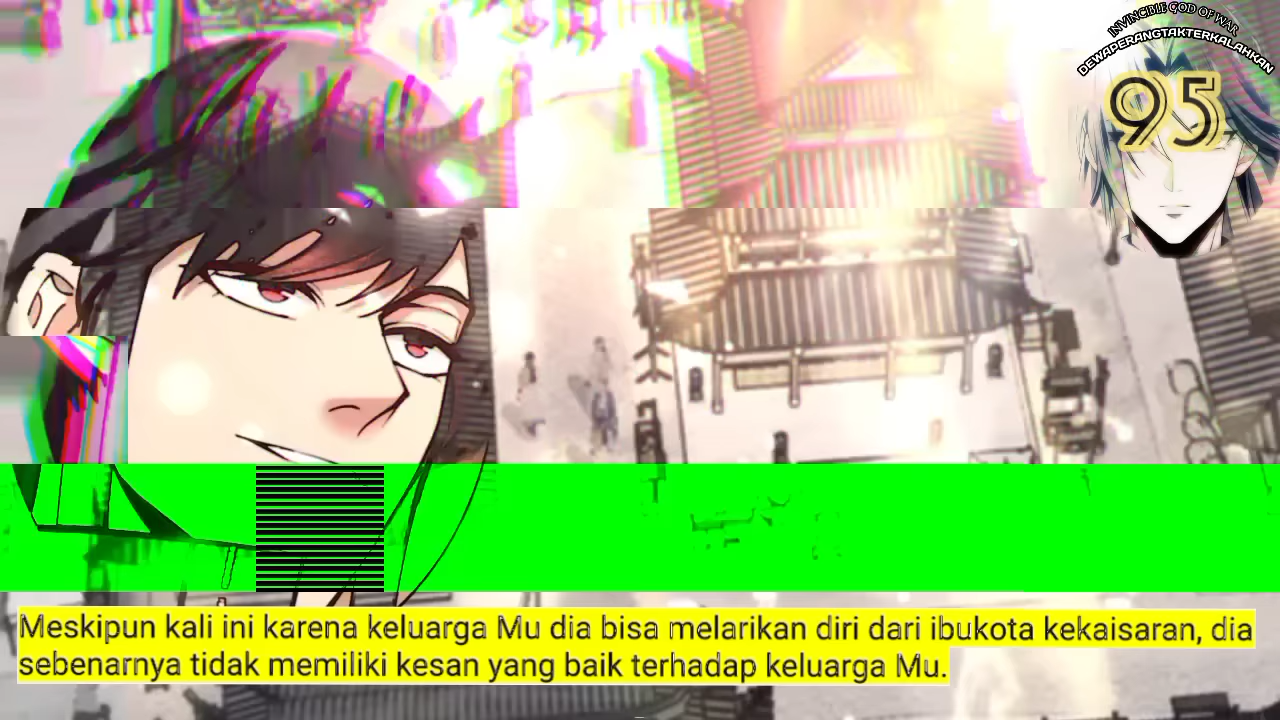 INVINCIBLE GOD OF WAR
DEWAPERANGTAKTERKALAHKAN
95
Meskipun kali ini karena keluarga Mu dia bisa melarikan diri dari ibukota kekaisaran, dia
sebenarnya tidak memiliki kesan yang baik terhadap keluarga Mu.